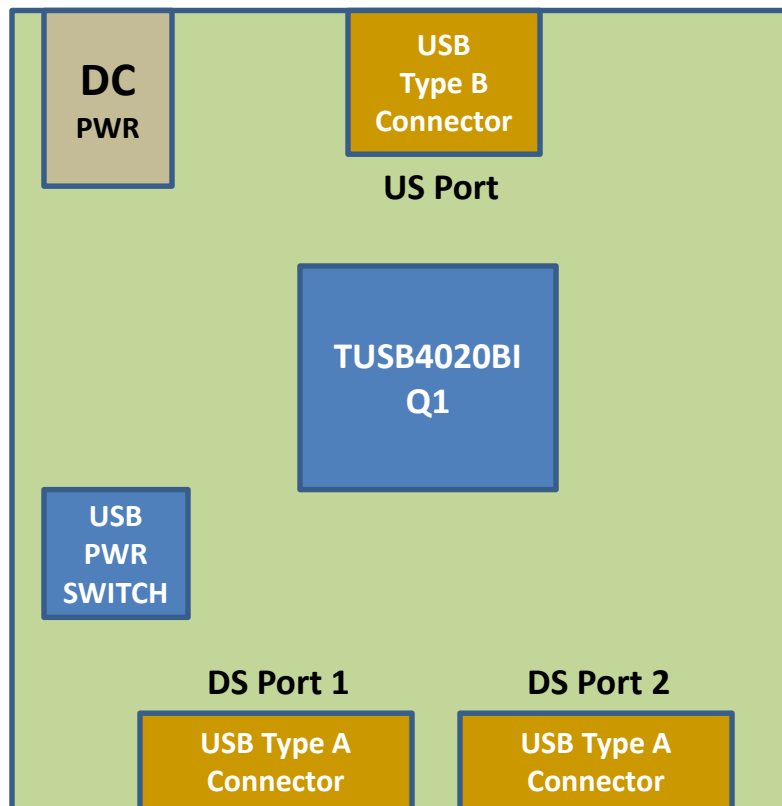 DC
PWR
USB
Type B
Connector
US Port
TUSB4020BI
Q1
USB
PWR
SWITCH
DS Port 1
DS Port 2
USB Type A
Connector
USB Type A
Connector